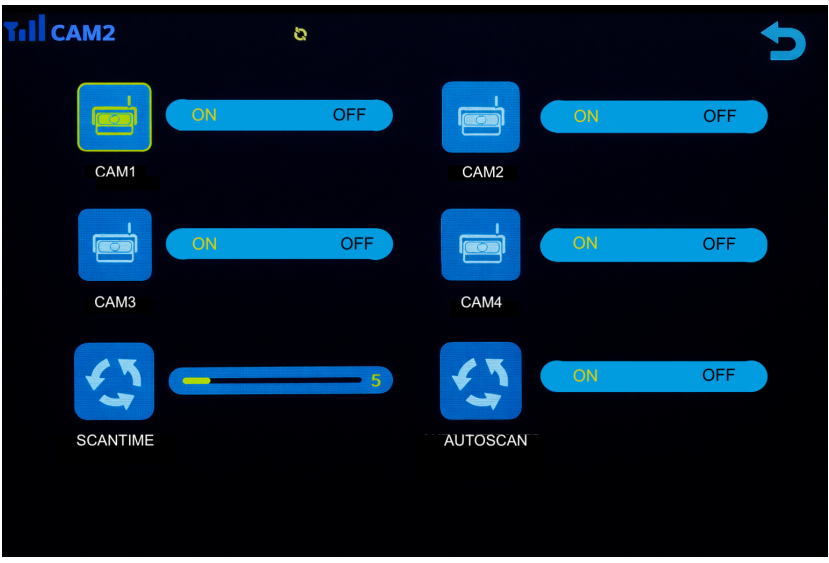 CAM2
ON OFF ON OFF
CAM1 CAM2
ON OFF ON OFF
CAM3 CAM4
5 ON OFF
SCANTIME AUTOSCAN